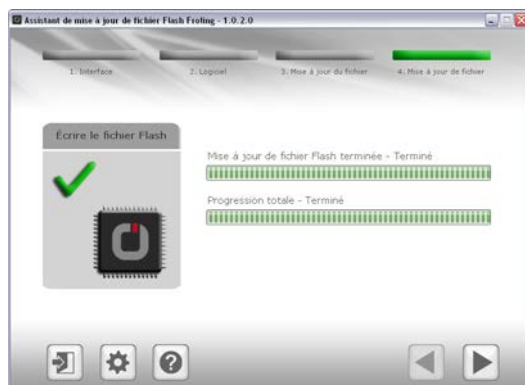 Assistant de mise à jour de fichier Flash Froling - 1.0.2.0
1. Interface
2. Logiciel
3. Mise à jour du fichier
4. Mise à jour de fichier
Écrire le fichier Flash
Mise à jour de fichier Flash terminée - Terminé
Progression totale - Terminé